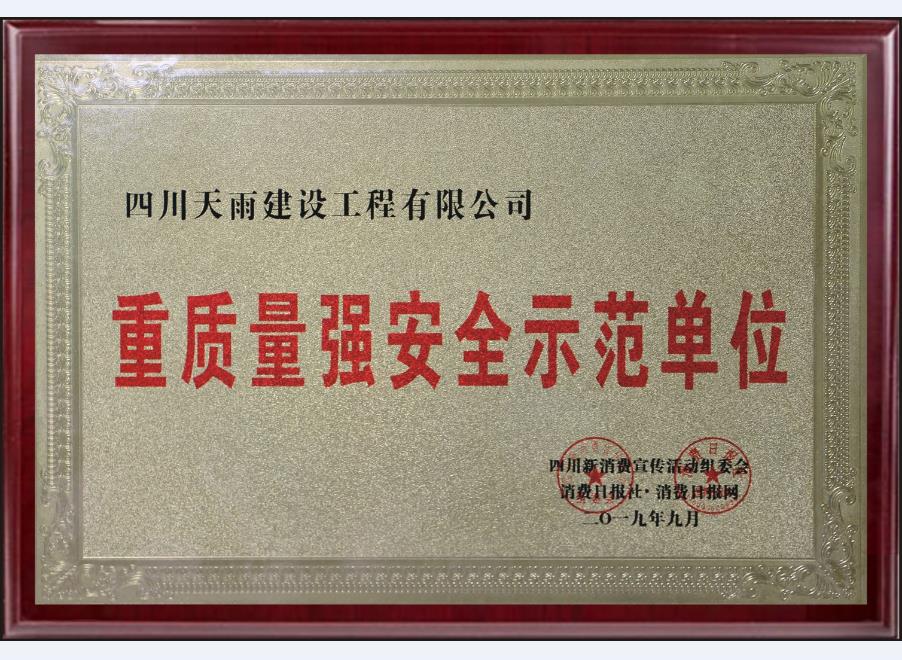 四川天雨建设工程有限公司
重质量强安全示范单位
四川新消费宣传活动组委会
消费日报社·消费日报网
二〇一九年九月